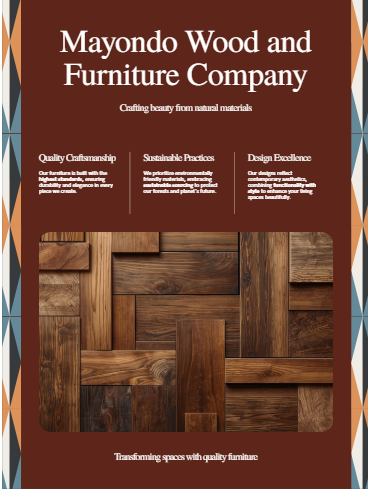 Mayondo Wood and
Furniture Company
Crafting beauty from natural materials
Quality Craftsmanship
Our furniture is built with the
highest standards, ensuring
durability and elegance in every
piece we create.
Sustainable Practices
We prioritize environmentally
friendly materials, embracing
sustainable sourcing to protect
our forests and planet's future.
Design Excellence
Our designs reflect
contemporary aesthetics,
combining functionality with
style to enhance your living
spaces beautifully.
Transforming spaces with quality furniture